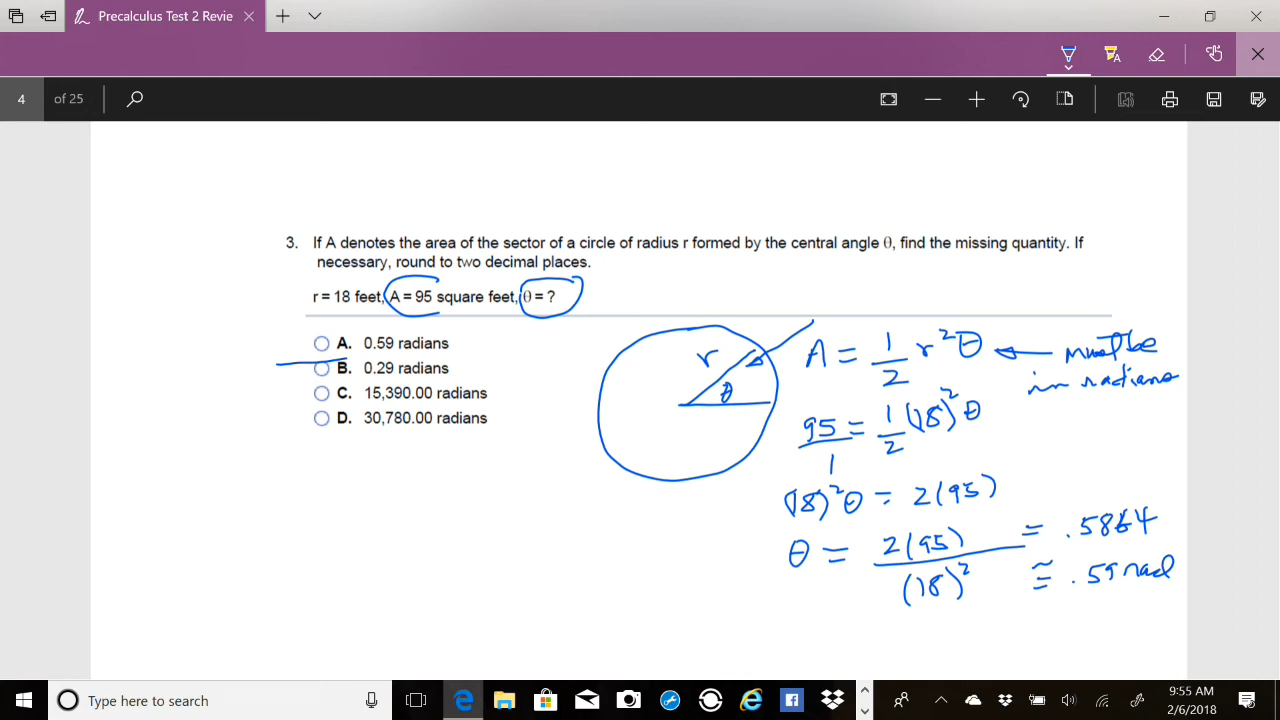 Precalculus Test 2 Revie
4 of 25
3. If A denotes the area of the sector of a circle of radius r formed by the central angle θ, find the missing quantity. If
necessary, round to two decimal places.
r = 18 feet, A = 95 square feet, θ = ?
A. 0.59 radians
B. 0.29 radians
C. 15,390.00 radians
D. 30,780.00 radians
r
θ
A = 1/2 r²θ ← must be
in radians
95/1 = 1/2 (18)²θ
(18)²θ = 2(95)
θ = 2(95)/(18)² = .5864
≅ .59 rad
Type here to search
9:55 AM
2/6/2018